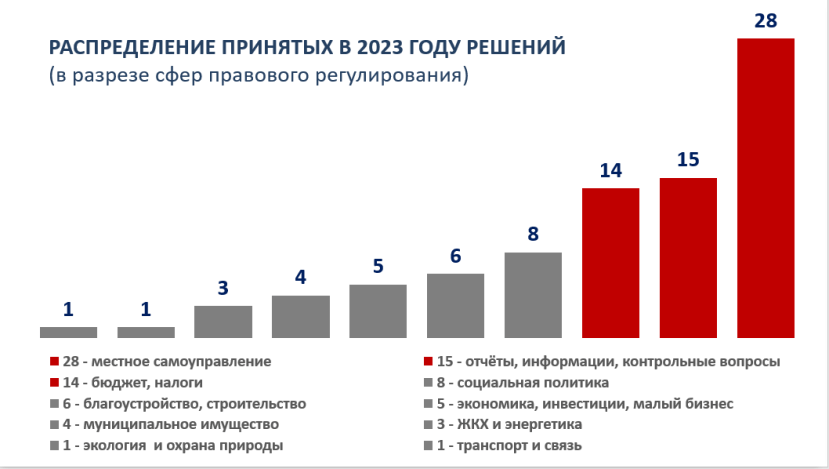 РАСПРЕДЕЛЕНИЕ ПРИНЯТЫХ В 2023 ГОДУ РЕШЕНИЙ
(в разрезе сфер правового регулирования)
1
1
3
4
5
6
8
14
15
28
28 - местное самоуправление
15 - отчёты, информации, контрольные вопросы
14 - бюджет, налоги
8 - социальная политика
6 - благоустройство, строительство
5 - экономика, инвестиции, малый бизнес
4 - муниципальное имущество
3 - ЖКХ и энергетика
1 - экология и охрана природы
1 - транспорт и связь